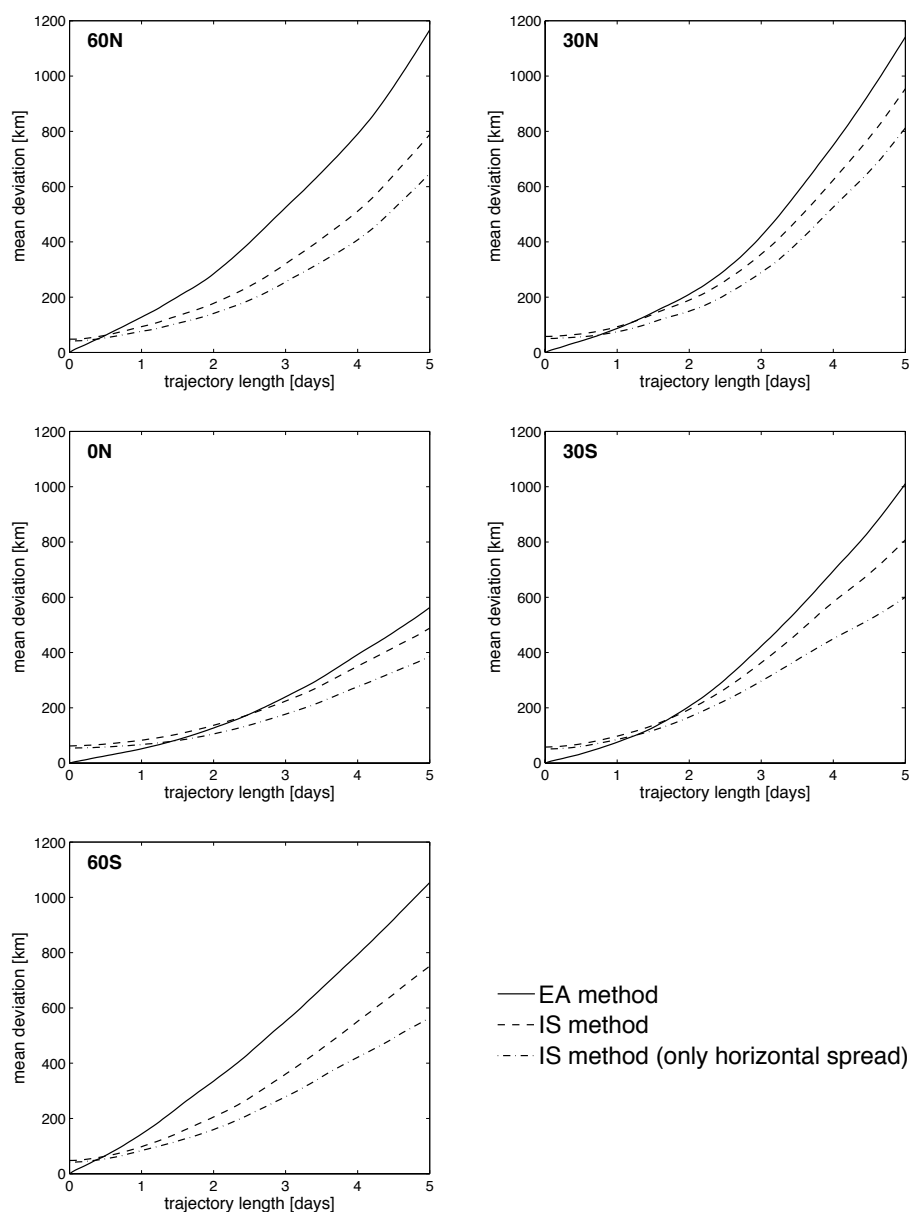 60N
1200
1000
800
600
400
200
0
mean deviation [km]
0 1 2 3 4 5
trajectory length [days]
30N
1200
1000
800
600
400
200
0
mean deviation [km]
0 1 2 3 4 5
trajectory length [days]
0N
1200
1000
800
600
400
200
0
mean deviation [km]
0 1 2 3 4 5
trajectory length [days]
30S
1200
1000
800
600
400
200
0
mean deviation [km]
0 1 2 3 4 5
trajectory length [days]
60S
1200
1000
800
600
400
200
0
mean deviation [km]
0 1 2 3 4 5
trajectory length [days]
EA method
IS method
IS method (only horizontal spread)